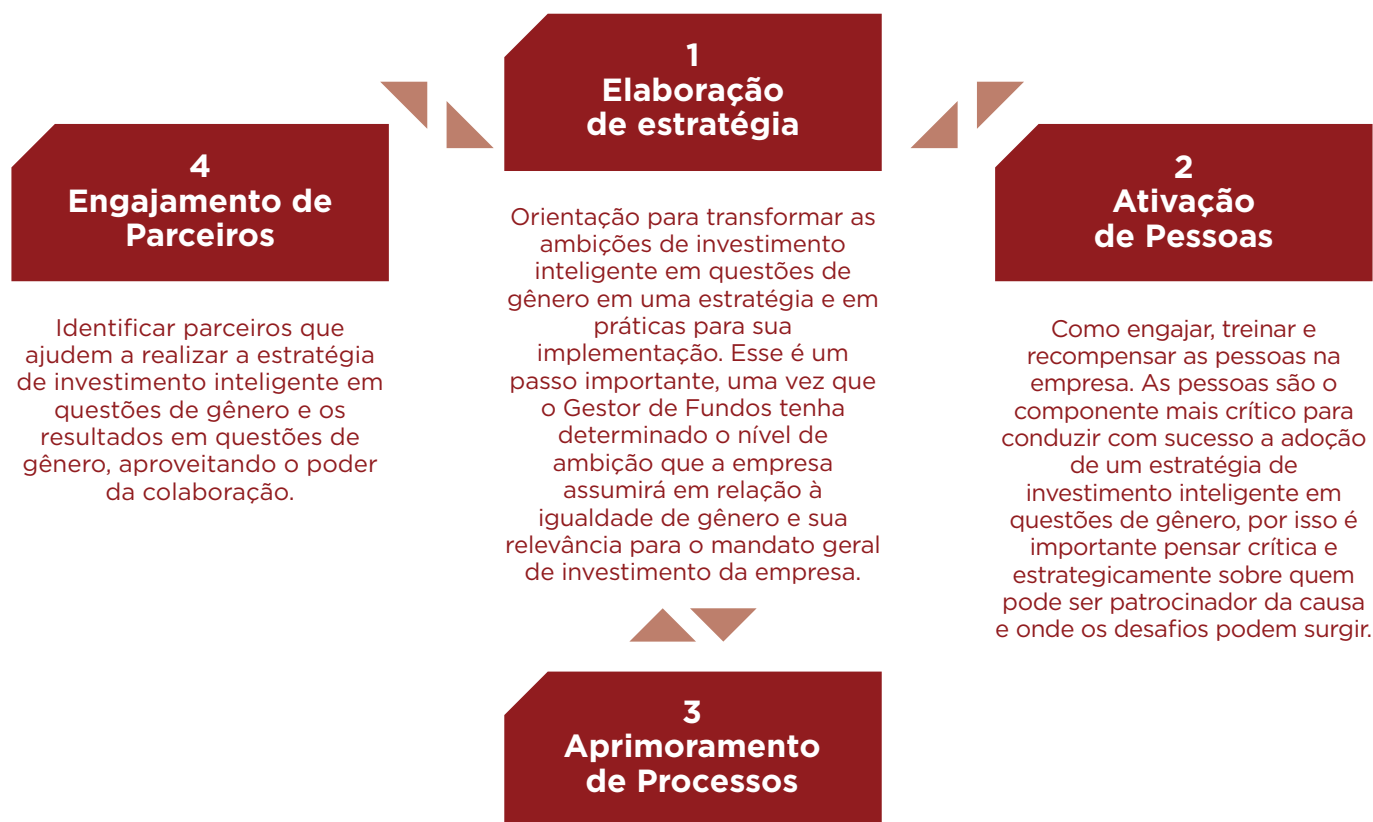 1
Elaboração
de estratégia
Orientação para transformar as
ambições de investimento
inteligente em questões de
gênero em uma estratégia e em
práticas para sua
implementação. Esse é um
passo importante, uma vez que
o Gestor de Fundos tenha
determinado o nível de
ambição que a empresa
assumirá em relação à
igualdade de gênero e sua
relevância para o mandato geral
de investimento da empresa.
2
Ativação
de Pessoas
Como engajar, treinar e
recompensar as pessoas na
empresa. As pessoas são o
componente mais crítico para
conduzir com sucesso a adoção
de um estratégia de
investimento inteligente em
questões de gênero, por isso é
importante pensar crítica e
estrategicamente sobre quem
pode ser patrocinador da causa
e onde os desafios podem surgir.
3
Aprimoramento
de Processos
4
Engajamento de
Parceiros
Identificar parceiros que
ajudem a realizar a estratégia
de investimento inteligente em
questões de gênero e os
resultados em questões de
gênero, aproveitando o poder
da colaboração.